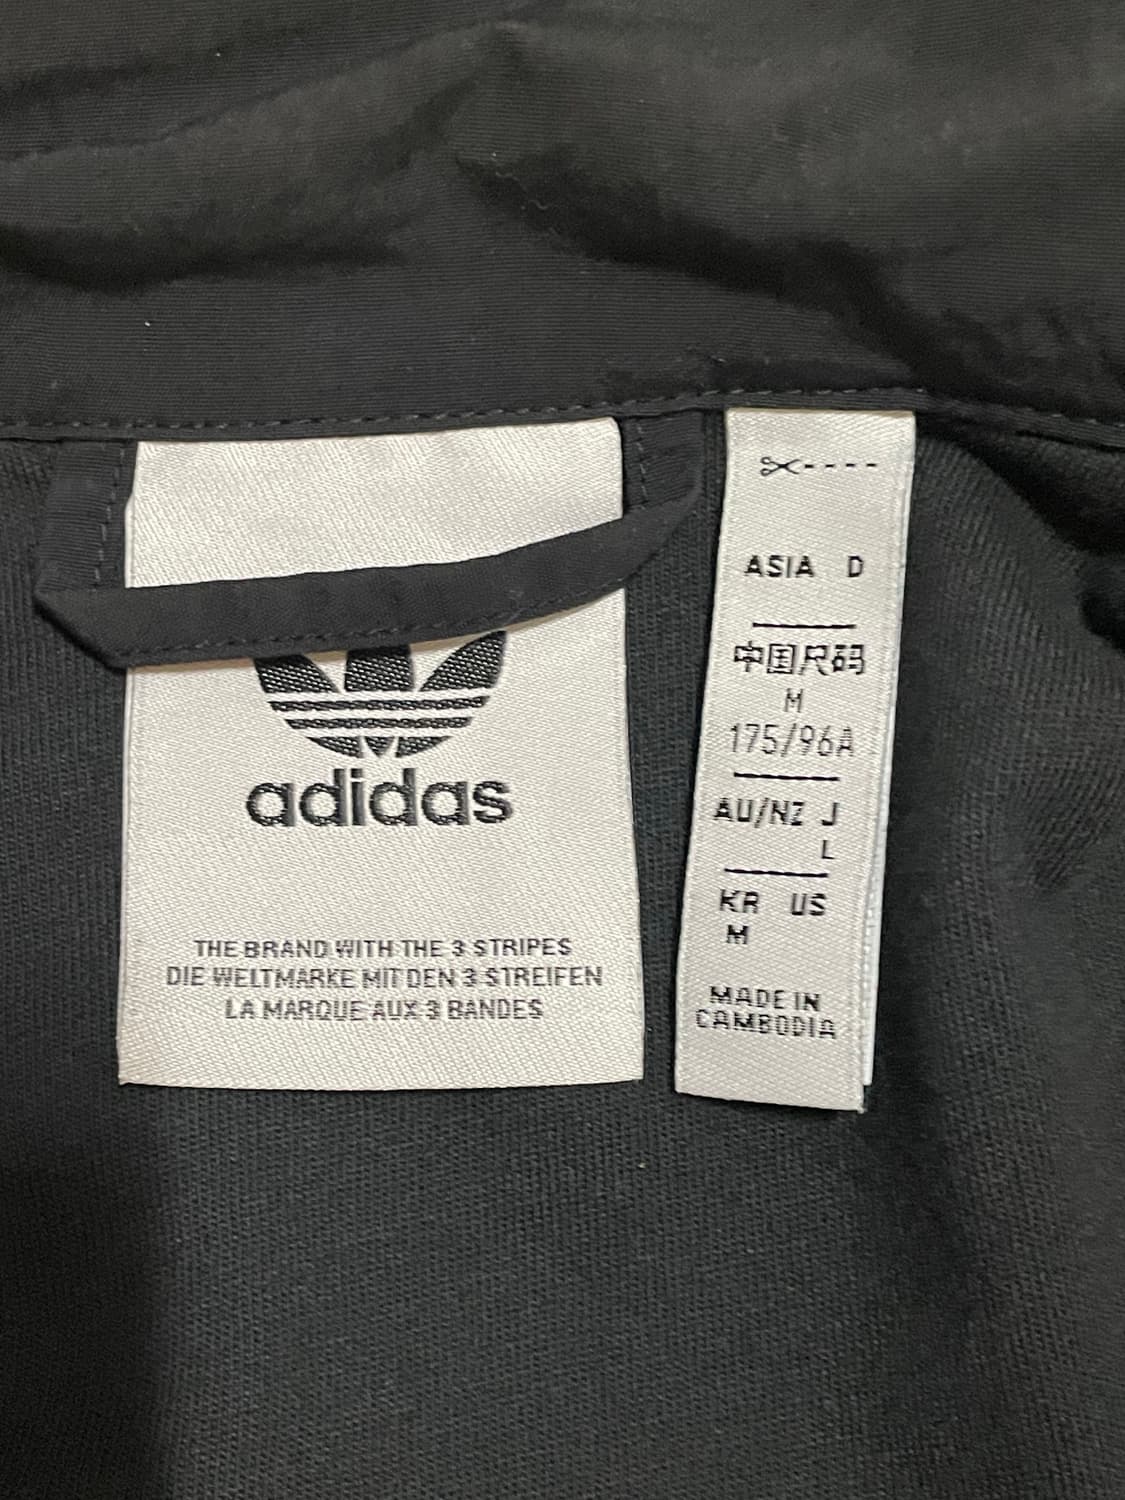 adidas
THE BRAND WITH THE 3 STRIPES
DIE WELTMARKE MIT DEN 3 STREIFEN
LA MARQUE AUX 3 BANDES
ASIA D
中国尺码
M
175/96A
AU/NZ J
L
KR US
M
MADE IN
CAMBODIA